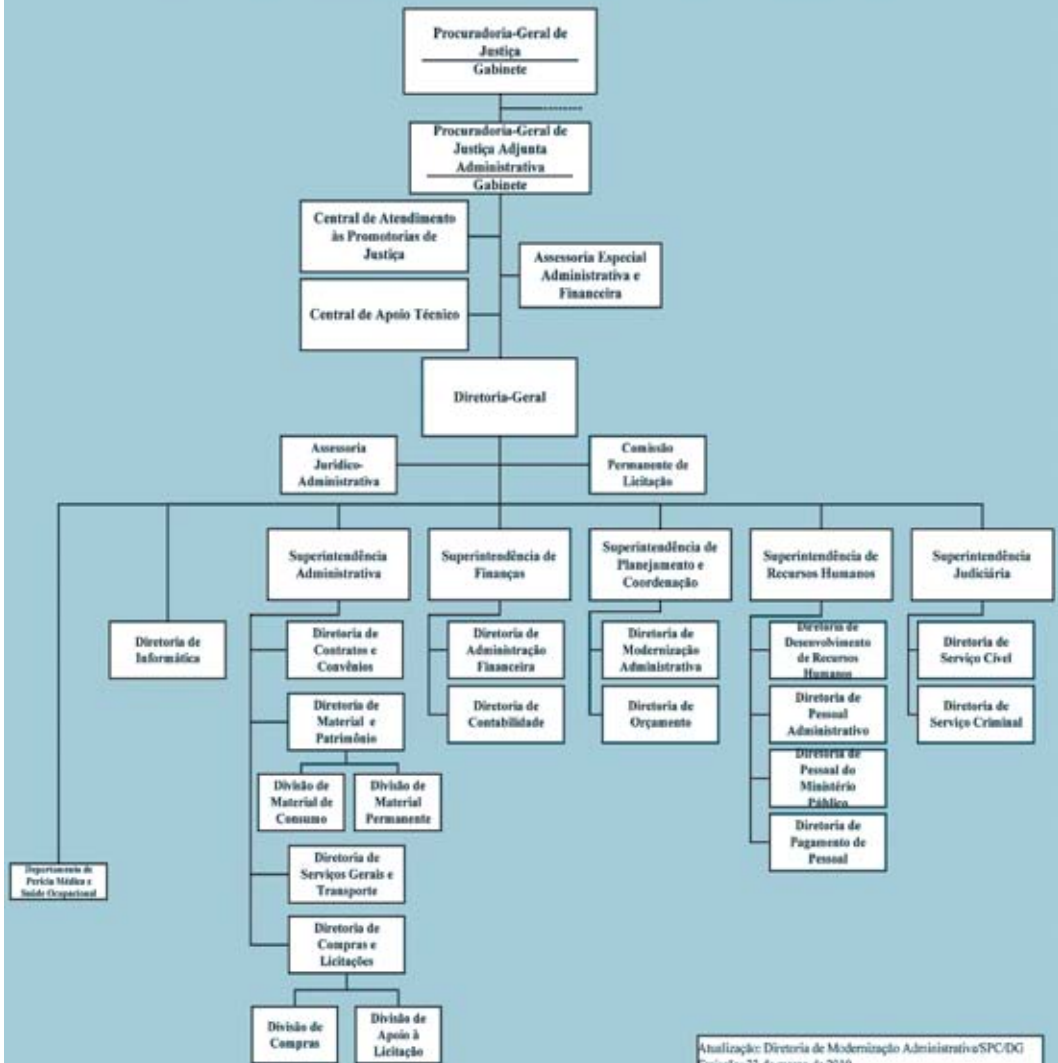 Procuradoria-Geral de
Justiça
Gabinete
Procuradoria-Geral de
Justiça Adjunta
Administrativa
Gabinete
Central de Atendimento
às Promotorias de
Justiça
Assessoria Especial
Administrativa e
Financeira
Central de Apoio Técnico
Diretoria-Geral
Assessoria
Jurídico-
Administrativa
Comissão
Permanente de
Licitação
Superintendência
Administrativa
Superintendência de
Finanças
Superintendência de
Planejamento e
Coordenação
Superintendência de
Recursos Humanos
Superintendência
Judiciária
Diretoria de
Informática
Diretoria de
Contratos e
Convênios
Diretoria de
Administração
Financeira
Diretoria de
Modernização
Administrativa
Diretoria de
Desenvolvimento
de Recursos
Humanos
Diretoria de
Serviço Cível
Diretoria de
Material e
Patrimônio
Diretoria de
Contabilidade
Diretoria de
Orçamento
Diretoria de
Pessoal
Administrativo
Diretoria de
Serviço Criminal
Divisão de
Material de
Consumo
Divisão de
Material
Permanente
Diretoria de
Pessoal do
Ministério
Público
Diretoria de
Pagamento de
Pessoal
Departamento de
Perícia Médica e
Saúde Ocupacional
Diretoria de
Serviços Gerais e
Transporte
Diretoria de
Compras e
Licitações
Divisão de
Compras
Divisão de
Apoio à
Licitação
Atualização: Diretoria de Modernização Administrativa/SPC/DG